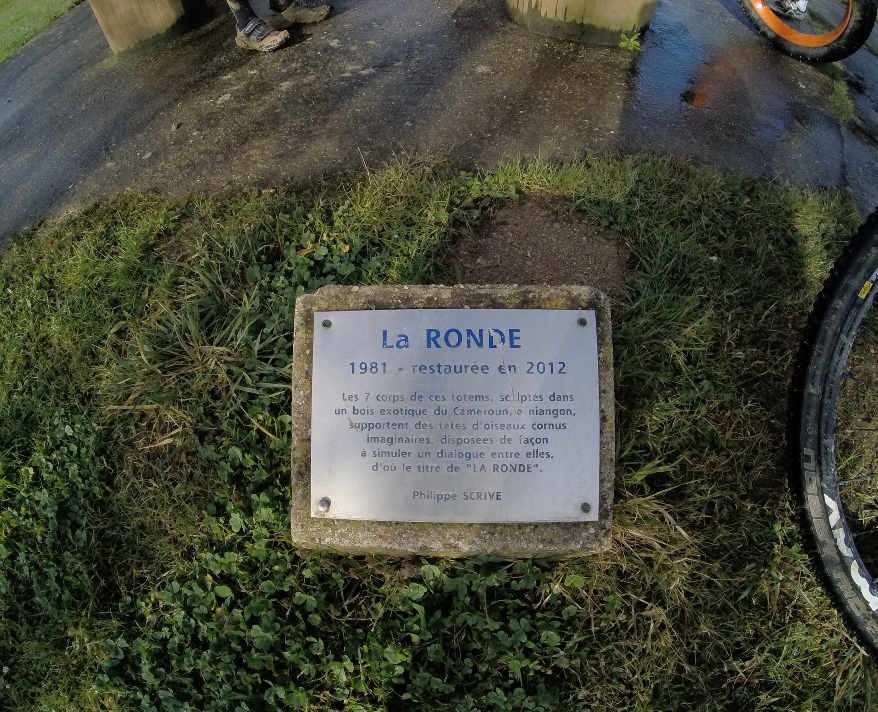 La RONDE
1981 - restaurée en 2012
Les 7 corps de ces totems, sculptés dans
un bois exotique du Cameroun, le niangon,
supportent des têtes d'oiseaux cornus
imaginaires, disposées de façon
à simuler un dialogue entre elles,
d'où le titre de "LA RONDE".
Philippe SCRIVE